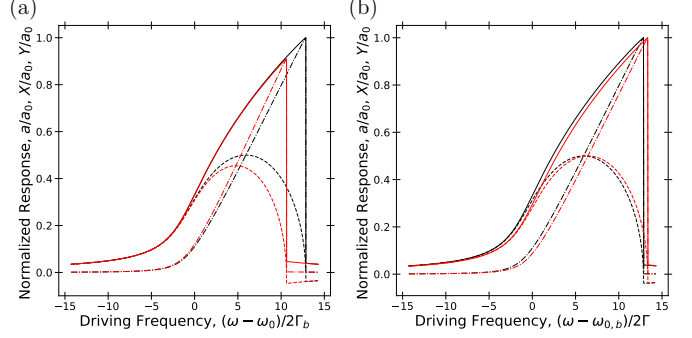 (a)
Normalized Response, a/a₀, X/a₀, Y/a₀
1.0
0.8
0.6
0.4
0.2
0.0
−15 −10 −5 0 5 10 15
Driving Frequency, (ω − ω₀)/2Γ_b
(b)
Normalized Response, a/a₀, X/a₀, Y/a₀
1.0
0.8
0.6
0.4
0.2
0.0
−15 −10 −5 0 5 10 15
Driving Frequency, (ω − ω₀,b)/2Γ